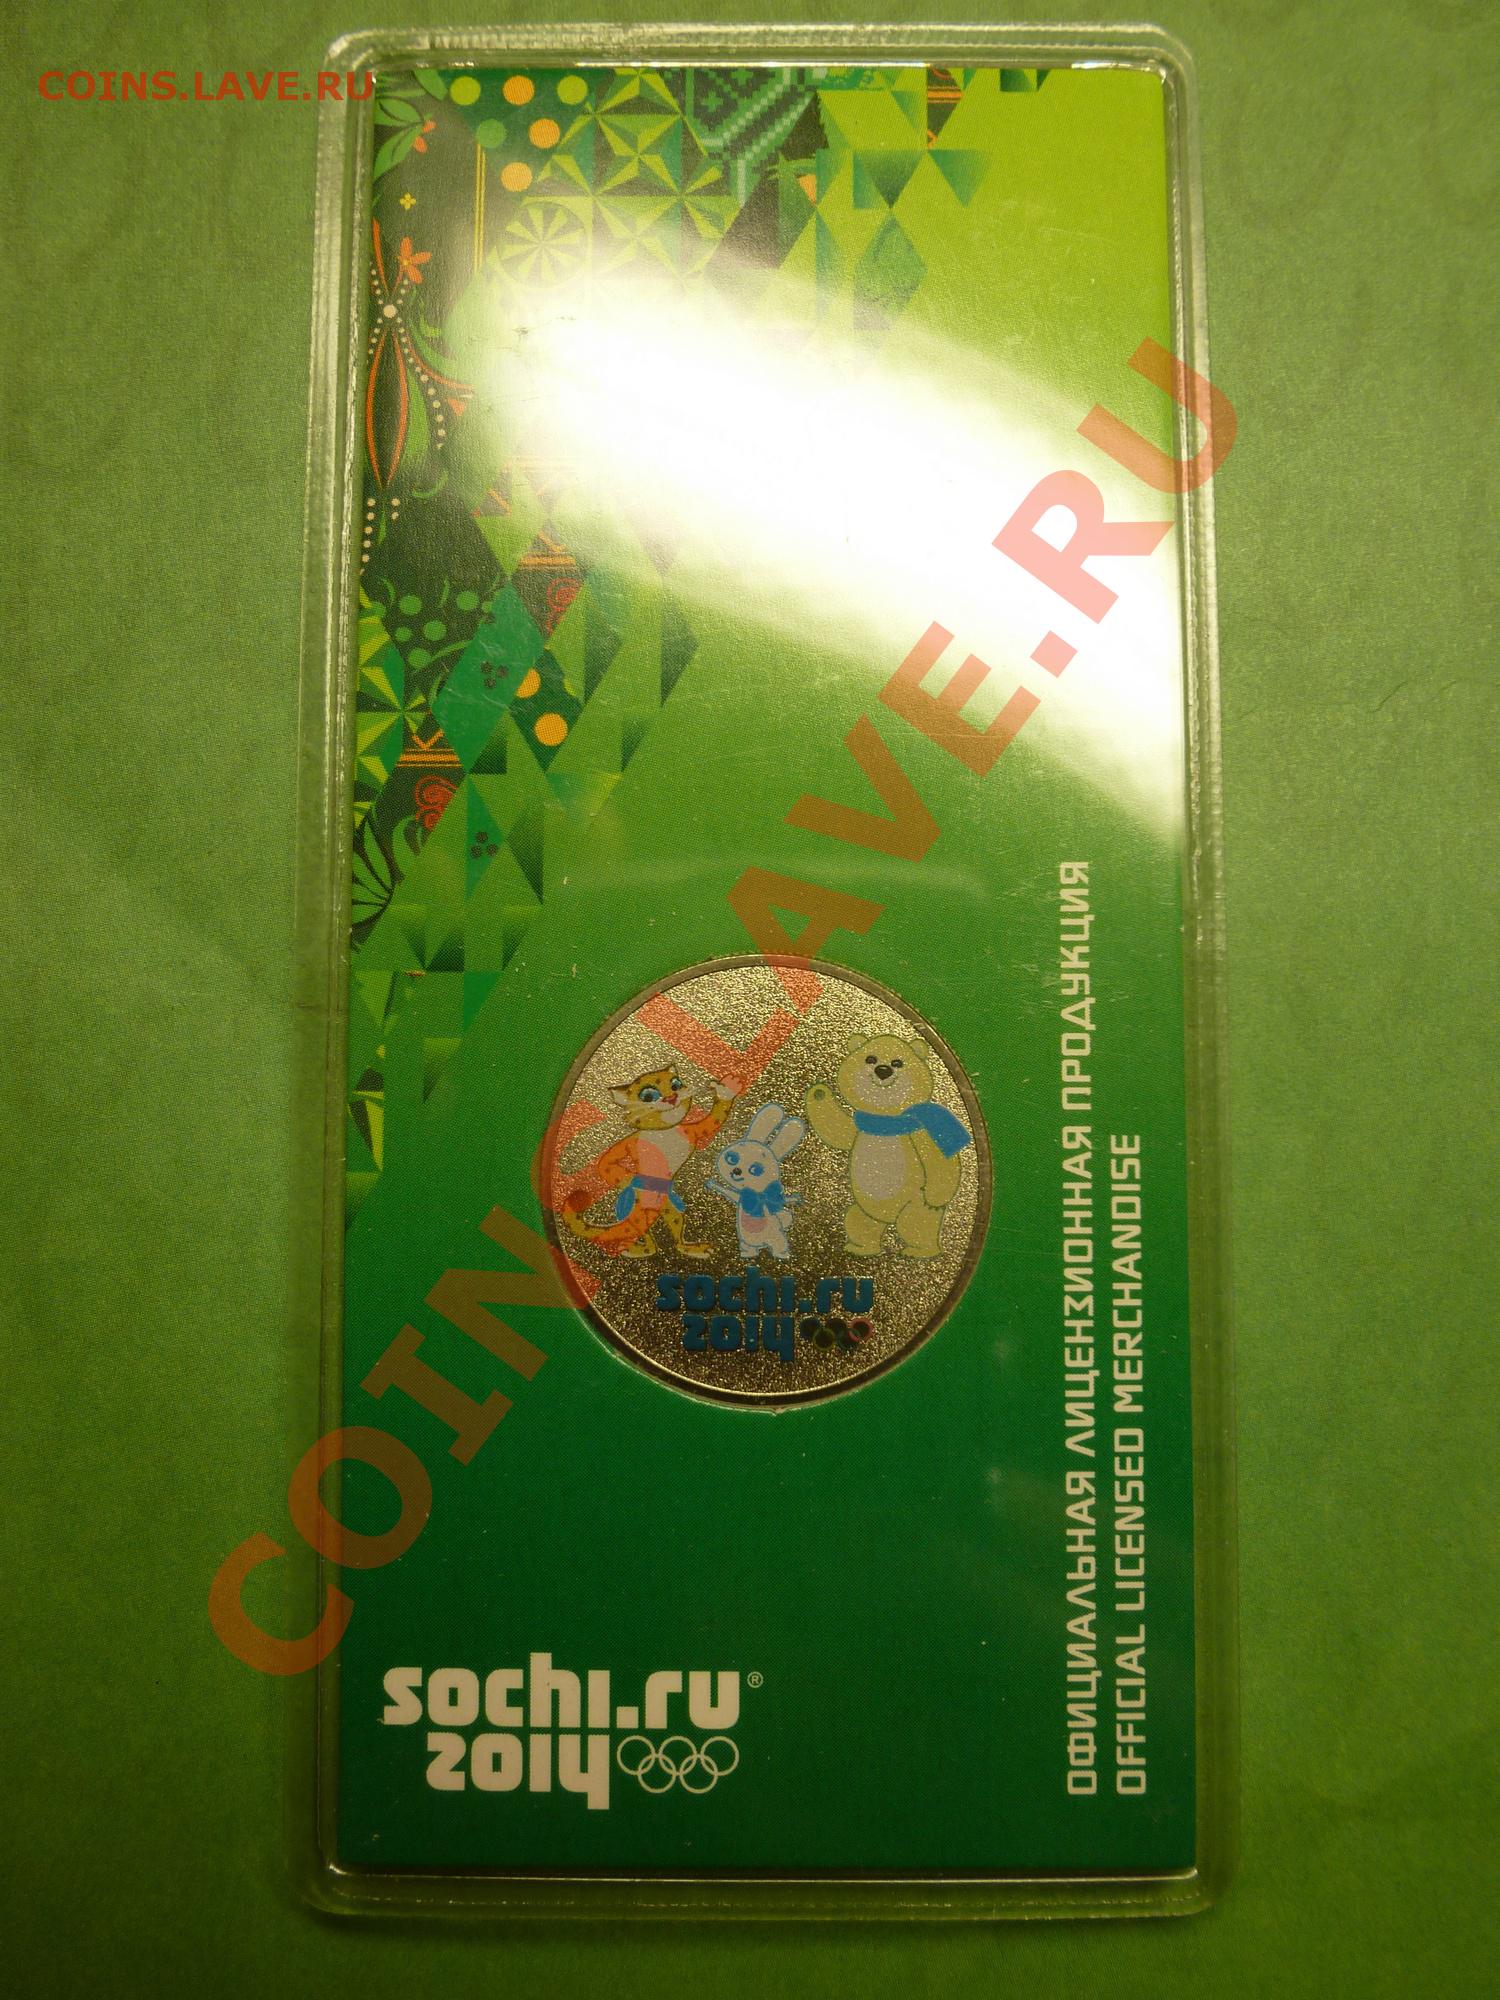 COINS.LAVE.RU
COINS.LAVE.RU
sochi.ru
2014
sochi.ru®
2014
ОФИЦИАЛЬНАЯ ЛИЦЕНЗИОННАЯ ПРОДУКЦИЯ
OFFICIAL LICENSED MERCHANDISE